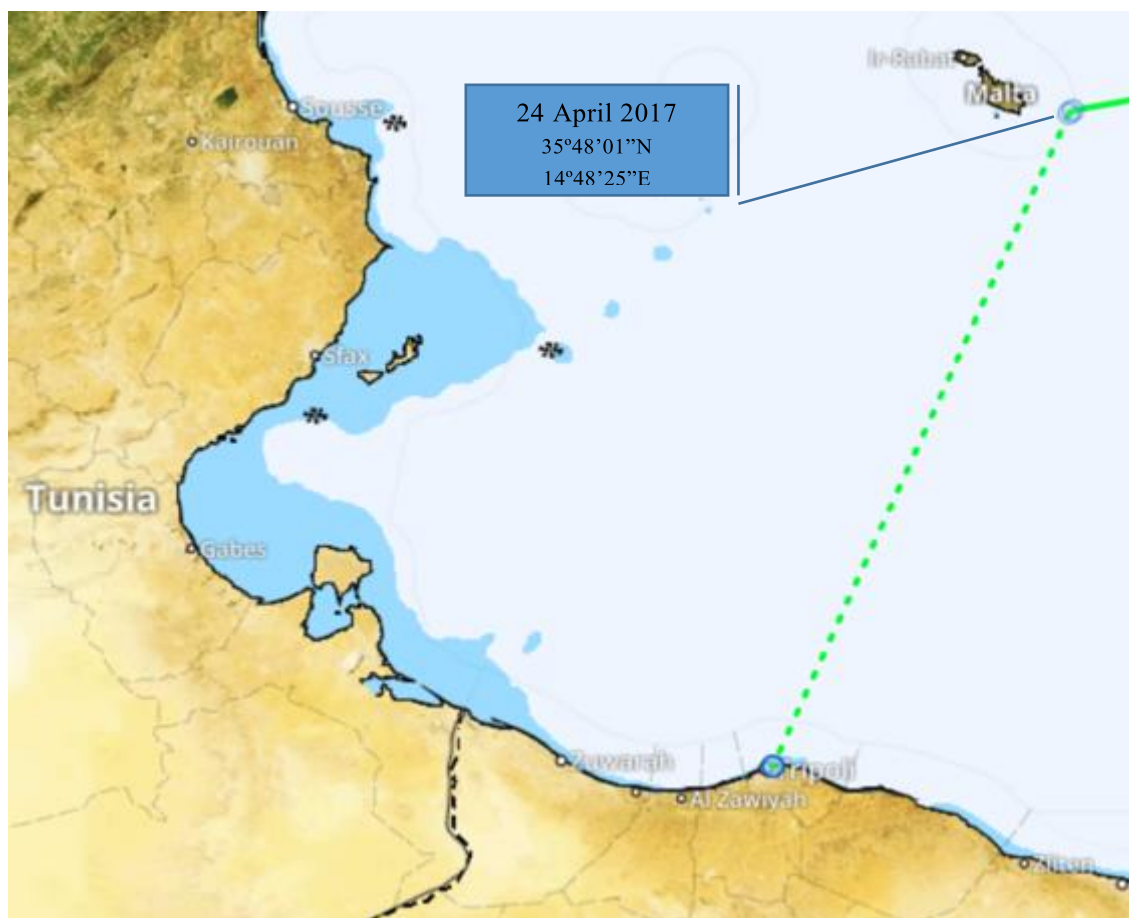 Ir-Rabat
Malta
24 April 2017
35º48’01”N
14º48’25”E
Sousse
Kairouan
Sfax
Tunisia
Gabes
Zuwarah
Tripoli
Al Zawiyah
Zliten